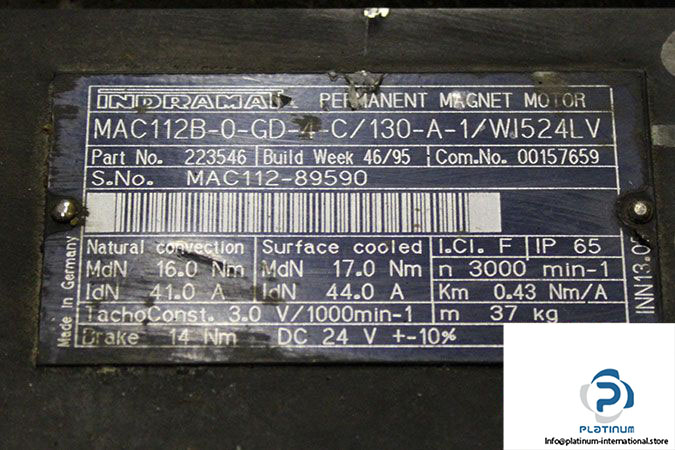 INDRAMAT PERMANENT MAGNET MOTOR
MAC112B-0-GD-4-C/130-A-1/WI524LV
Part No. 223546 Build Week 46/95 Com.No. 00157659
S.No. MAC112-89590
Natural convection Surface cooled I.Cl. F IP 65
MdN 16.0 Nm MdN 17.0 Nm n 3000 min-1
IdN 41.0 A IdN 44.0 A Km 0.43 Nm/A
TachoConst. 3.0 V/1000min-1 m 37 kg
Brake 14 Nm DC 24 V +-10%
Made in Germany
PLATINUM
Info@platinum-international.store